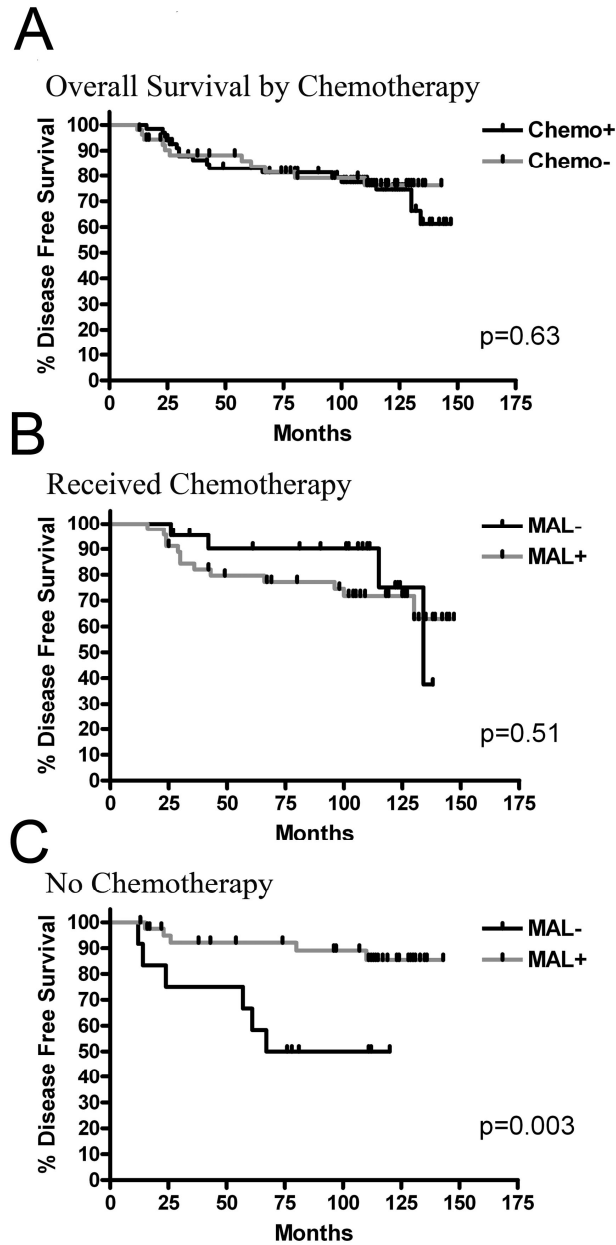 A
Overall Survival by Chemotherapy
% Disease Free Survival
100
90
80
70
60
50
40
30
20
10
0
0 25 50 75 100 125 150 175
Months
Chemo+
Chemo-
p=0.63
B
Received Chemotherapy
% Disease Free Survival
100
90
80
70
60
50
40
30
20
10
0
0 25 50 75 100 125 150 175
Months
MAL-
MAL+
p=0.51
C
No Chemotherapy
% Disease Free Survival
100
90
80
70
60
50
40
30
20
10
0
0 25 50 75 100 125 150 175
Months
MAL-
MAL+
p=0.003